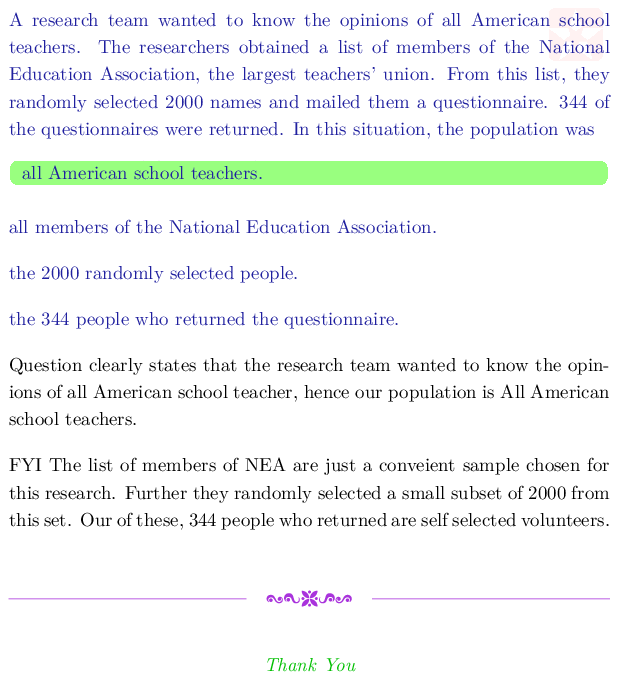 A research team wanted to know the opinions of all American school
teachers. The researchers obtained a list of members of the National
Education Association, the largest teachers' union. From this list, they
randomly selected 2000 names and mailed them a questionnaire. 344 of
the questionnaires were returned. In this situation, the population was
all American school teachers.
all members of the National Education Association.
the 2000 randomly selected people.
the 344 people who returned the questionnaire.
Question clearly states that the research team wanted to know the opin-
ions of all American school teacher, hence our population is All American
school teachers.
FYI The list of members of NEA are just a conveient sample chosen for
this research. Further they randomly selected a small subset of 2000 from
this set. Our of these, 344 people who returned are self selected volunteers.
Thank You